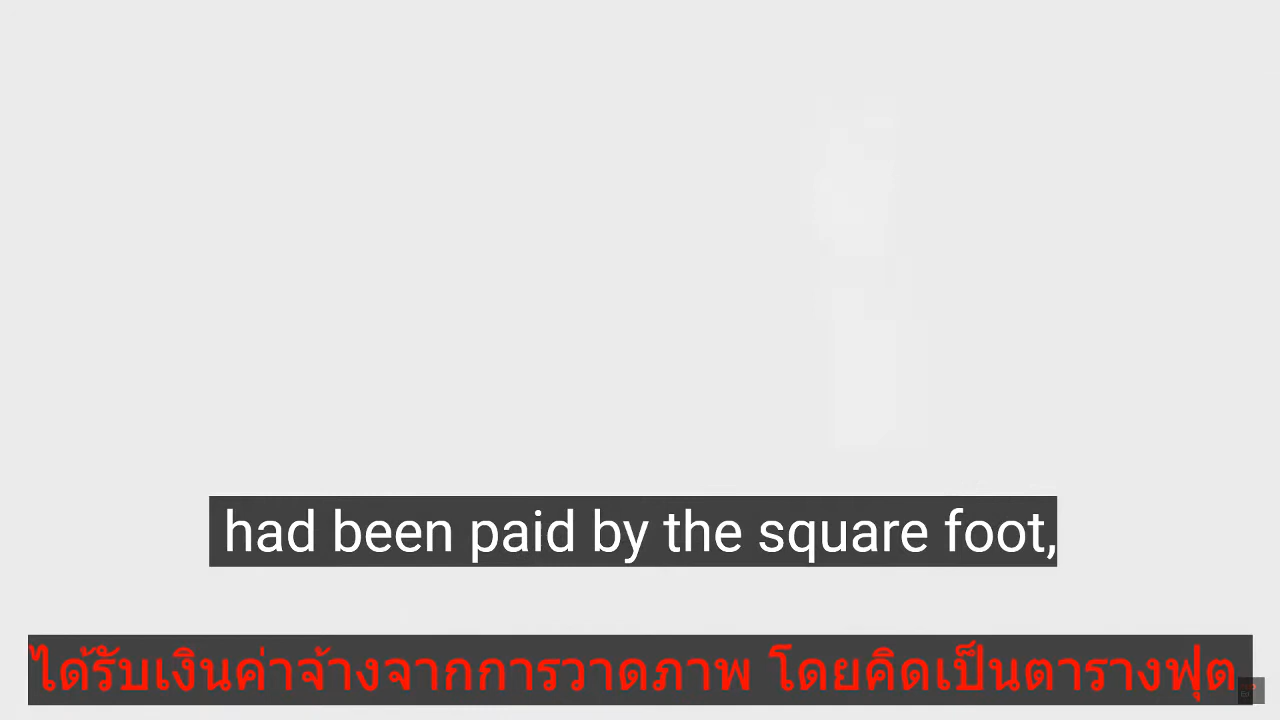 had been paid by the square foot,
ได้รับเงินค่าจ้างจากการวาดภาพ โดยคิดเป็นตารางฟุต